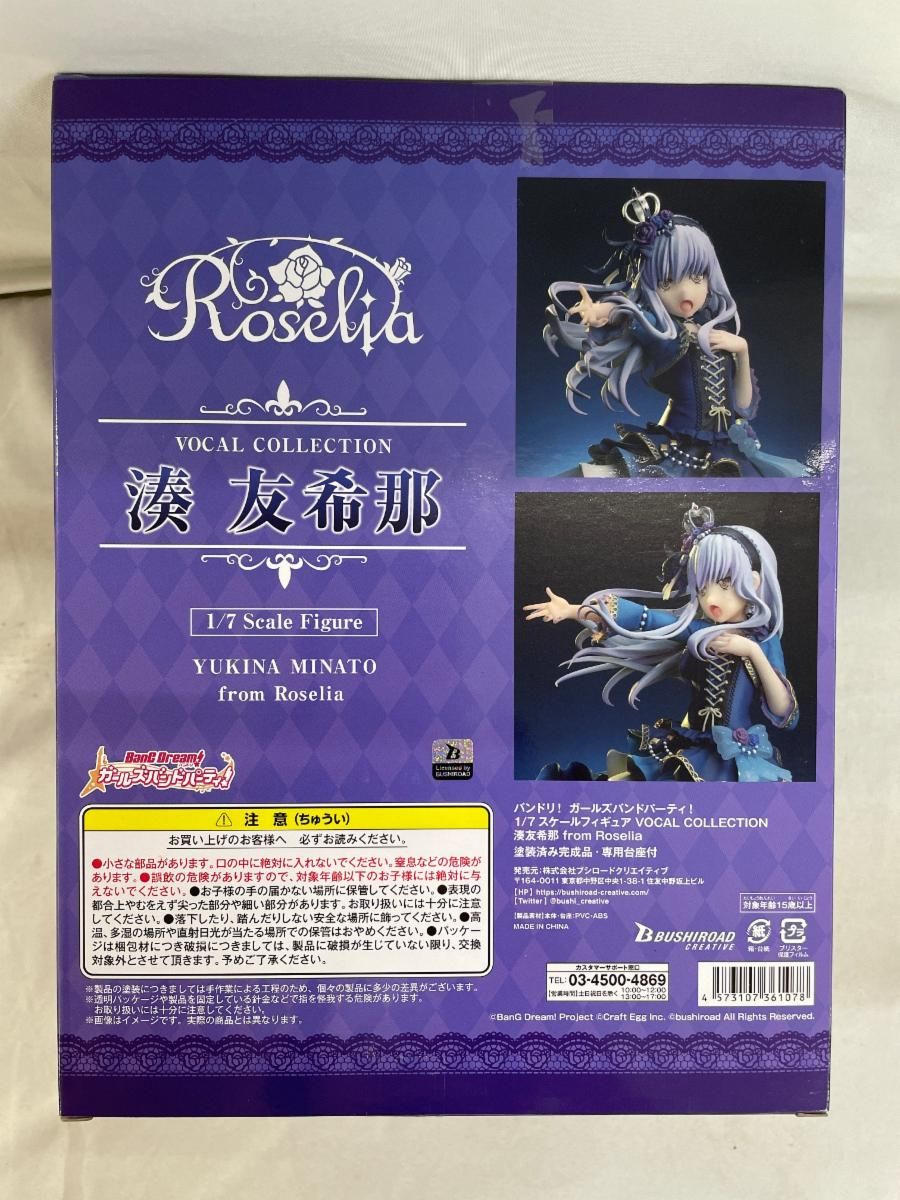 Roselia
VOCAL COLLECTION
湊 友希那
1/7 Scale Figure
YUKINA MINATO
from Roselia
BanG Dream!
ガールズバンドパーティ!
B
Licensed by
BUSHIROAD
注 意 (ちゅうい)
お買い上げのお客様へ 必ずお読みください。
●小さな部品があります。口の中に絶対に入れないでください。窒息などの危険が
あります。●誤飲の危険がありますので、対象年齢以下のお子様には絶対に与
えないでください。●お子様の手の届かない場所に保管してください。●表現の
都合上やむをえず尖った部分や細い部分があります。お取り扱いには十分に注意
してください。●落下したり、踏んだりしない安全な場所に飾ってください。●高
温、多湿の場所や直射日光が当たる場所での保管はおやめください。●パッケー
ジは梱包材につき破損につきましては、製品に破損が生じていない限り、交換
対象外とさせて頂きます。予めご了承ください。
※製品の塗装につきましては手作業による工程のため、個々の製品に多少の差異がございます。
※透明パッケージや製品を固定している針金などで指を怪我する危険があります。
お取り扱いには十分に注意してください。
※画像はイメージです。実際の商品とは異なります。
バンドリ! ガールズバンドパーティ!
1/7 スケールフィギュア VOCAL COLLECTION
湊友希那 from Roselia
塗装済み完成品・専用台座付
発売元:株式会社ブシロードクリエイティブ
〒164-0011 東京都中野区中央1-38-1 住友中野坂上ビル
[HP] https://bushiroad-creative.com/
[Twitter] @bushi_creative
対象年齢15歳以上
[製品素材]本体・台座:PVC・ABS
MADE IN CHINA
BUSHIROAD
CREATIVE
紙
箱・台紙
プラ
ブリスター
保護フィルム
カスタマーサポート窓口
TEL: 03-4500-4869
[営業時間]土日祝日を除く 10:00~12:00
13:00~17:00
4 573107 361078
©BanG Dream! Project ©Craft Egg Inc. ©bushiroad All Rights Reserved.